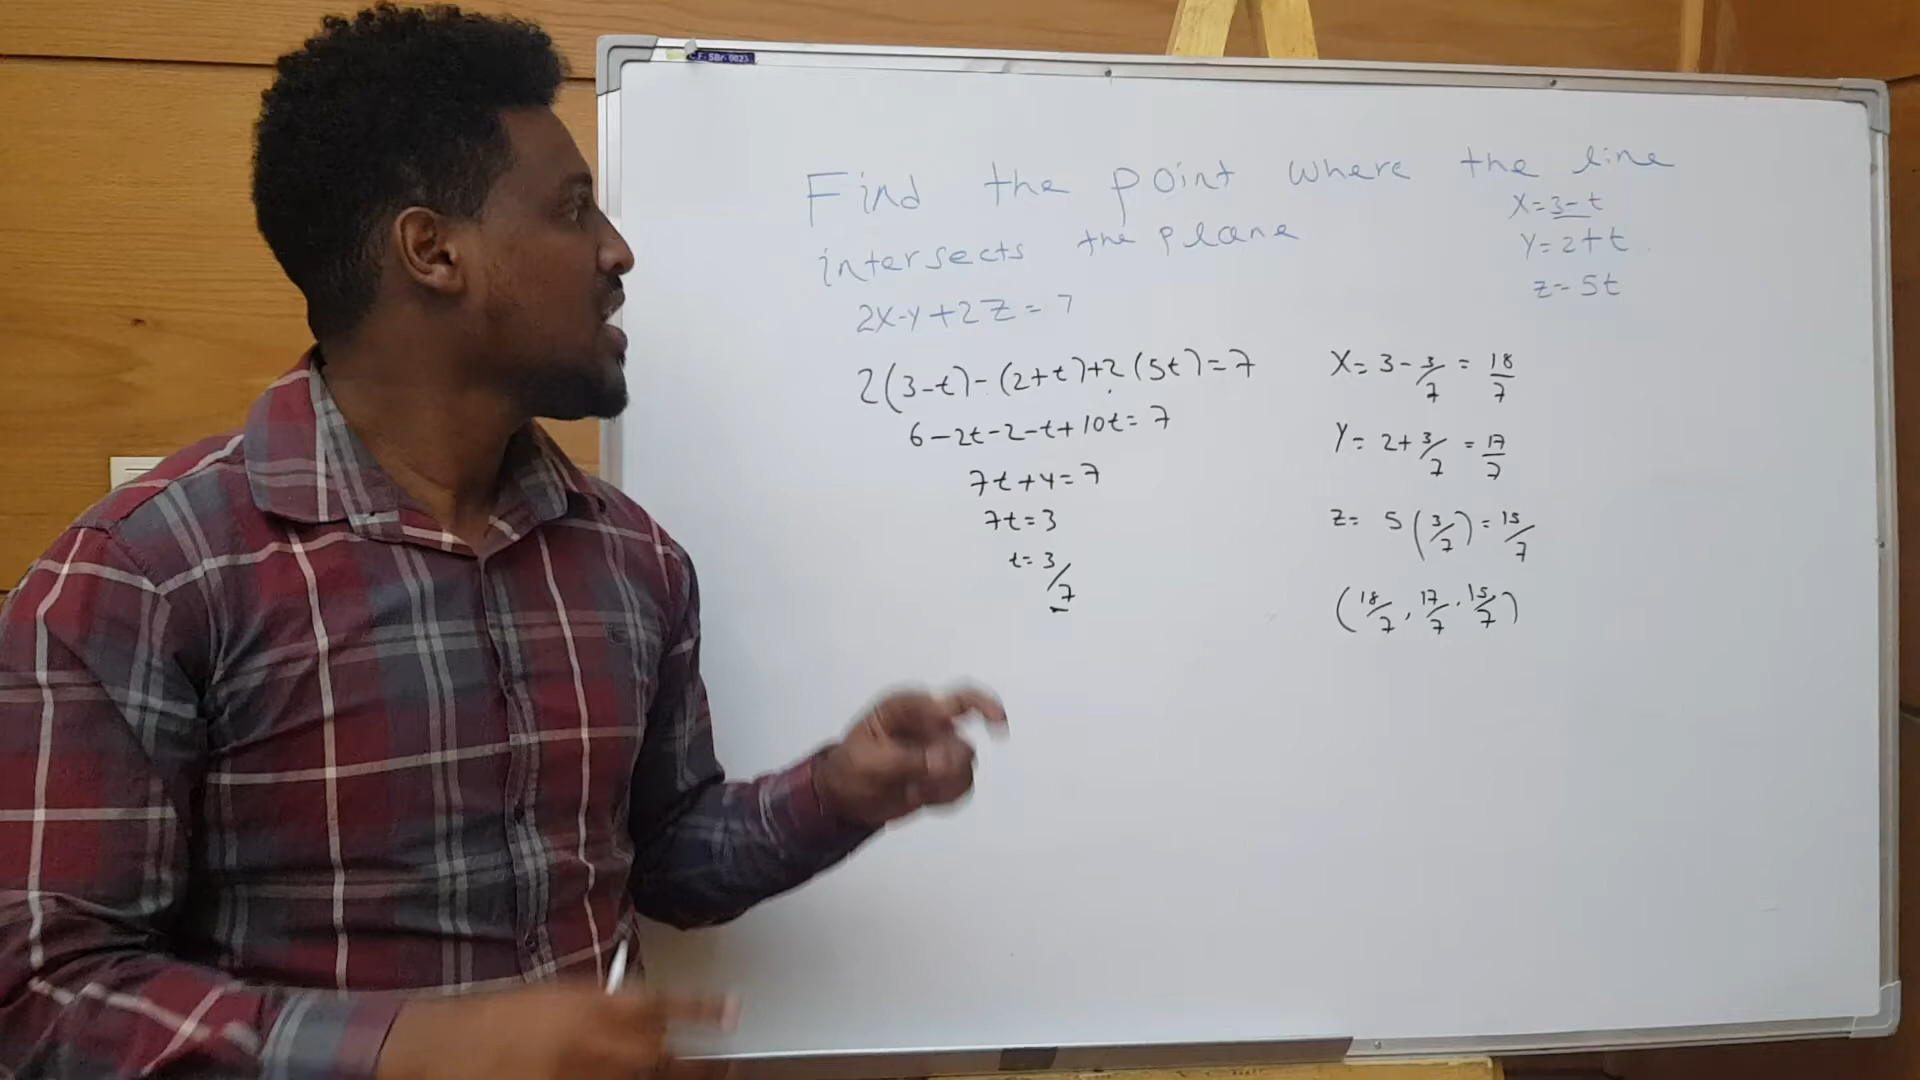 Find the point where the line
x=3-t
y=2+t
z=5t
intersects the plane
2x-y+2z=7
2(3-t)-(2+t)+2(5t)=7
6-2t-2-t+10t=7
7t+4=7
7t=3
t=3/7
x=3-3/7=18/7
y=2+3/7=17/7
z=5(3/7)=15/7
(18/7,17/7,15/7)